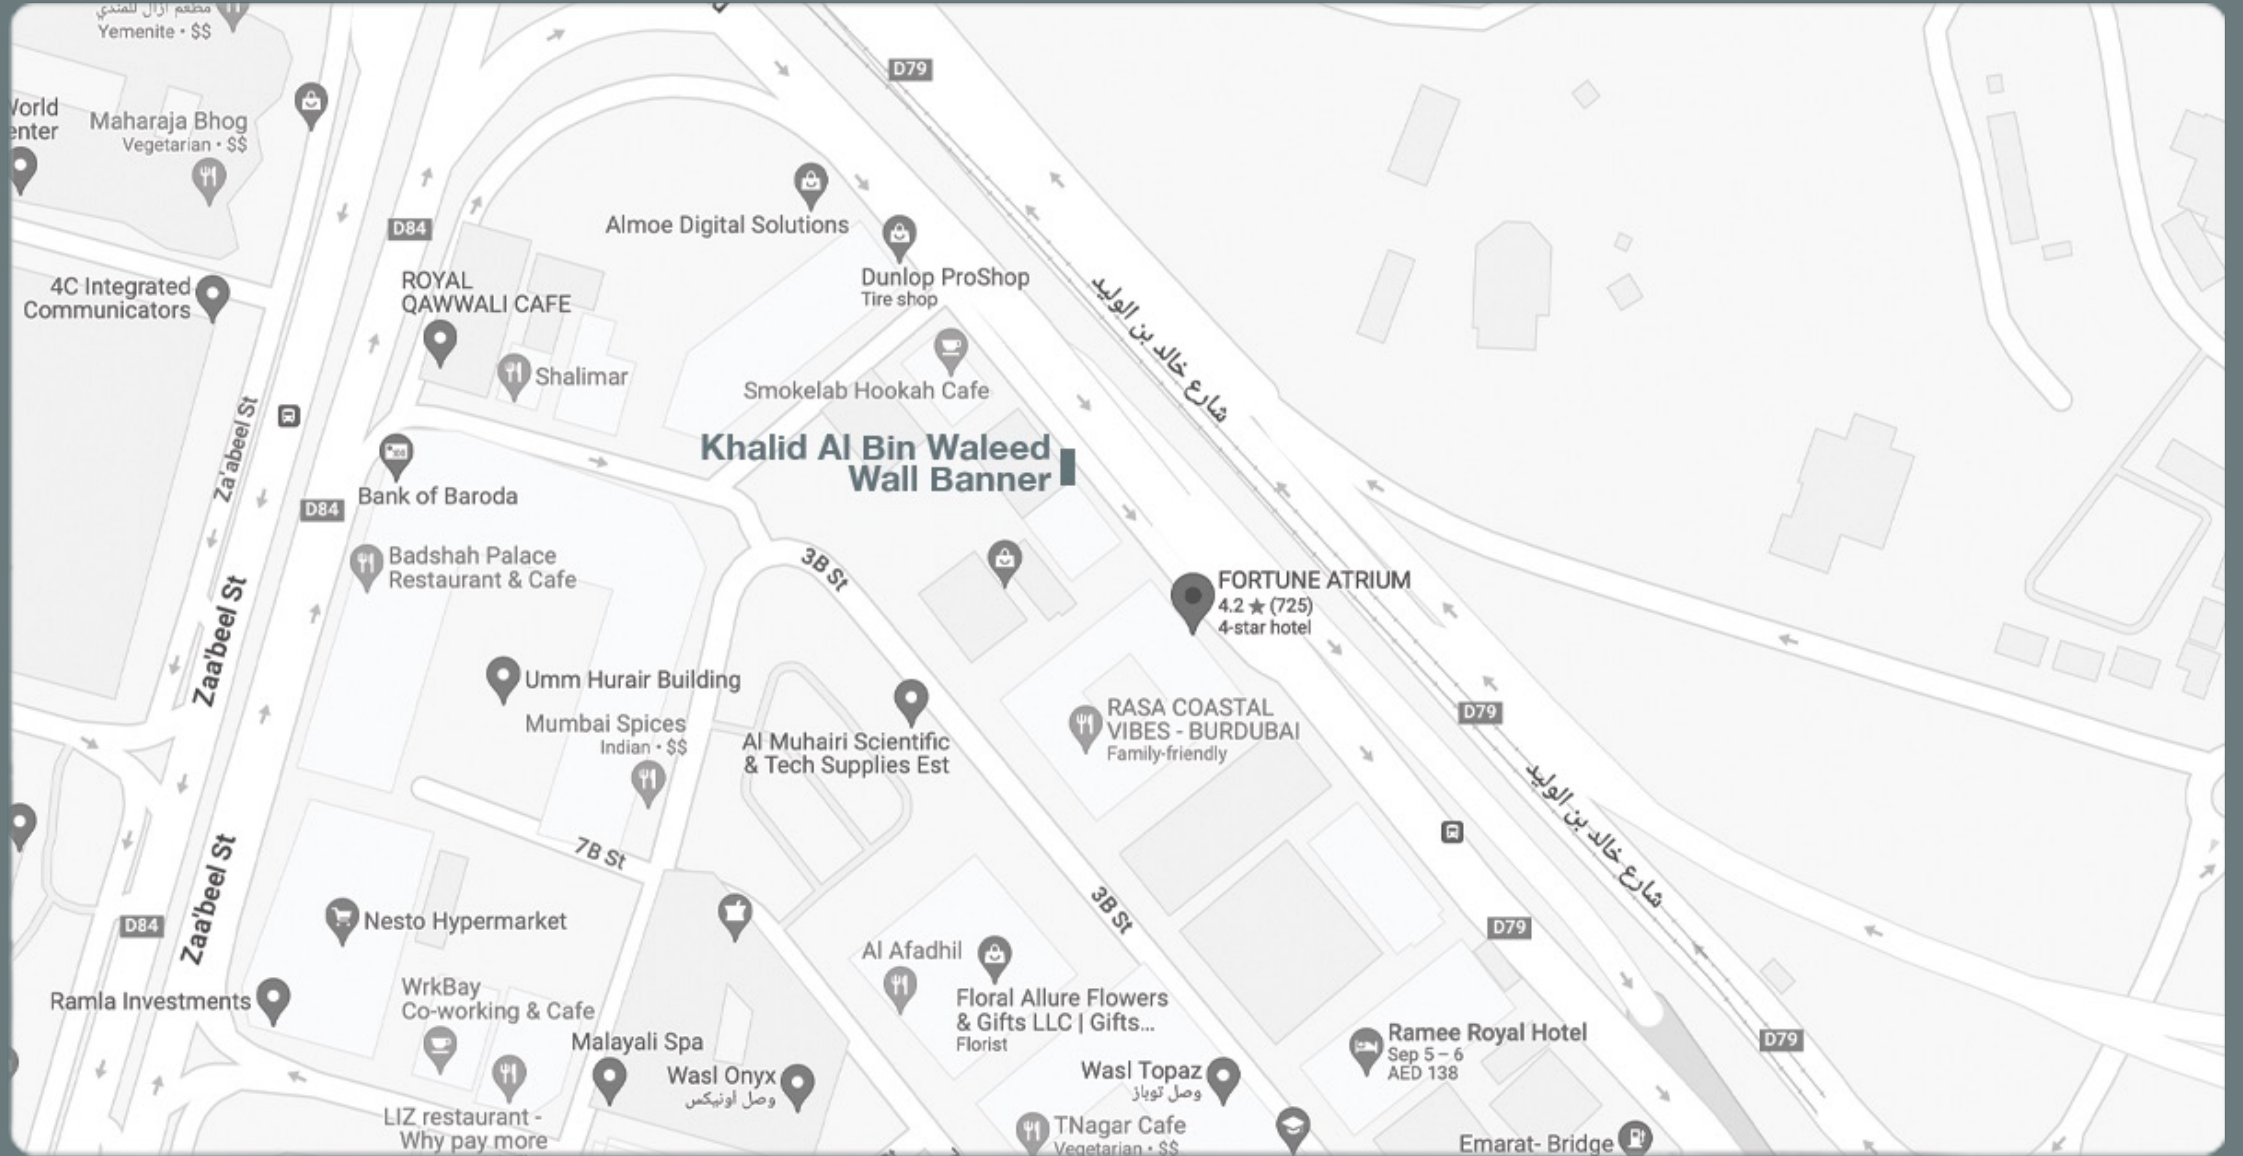 مطعم ازال للمندي
Yemenite • $$
D79
Maharaja Bhog
Vegetarian • $$
D84
Almoe Digital Solutions
4C Integrated
Communicators
ROYAL
QAWWALI CAFE
Dunlop ProShop
Tire shop
شارع خالد بن الوليد
Shalimar
Smokelab Hookah Cafe
Za'abeel St
Khalid Al Bin Waleed
Wall Banner
Bank of Baroda
D84
Badshah Palace
Restaurant & Cafe
3B St
FORTUNE ATRIUM
4.2 ★ (725)
4-star hotel
Zaa'beel St
Umm Hurair Building
Mumbai Spices
Indian • $$
Al Muhairi Scientific
& Tech Supplies Est
RASA COASTAL
VIBES - BURDUBAI
Family-friendly
D79
شارع خالد بن الوليد
7B St
Zaa'beel St
D84
Nesto Hypermarket
3B St
D79
Al Afadhil
Ramla Investments
WrkBay
Co-working & Cafe
Floral Allure Flowers
& Gifts LLC | Gifts...
Florist
Malayali Spa
Wasl Onyx
وصل أونيكس
Wasl Topaz
وصل توباز
Ramee Royal Hotel
Sep 5 – 6
AED 138
D79
LIZ restaurant -
Why pay more
TNagar Cafe
Vegetarian • $$
Emarat- Bridge